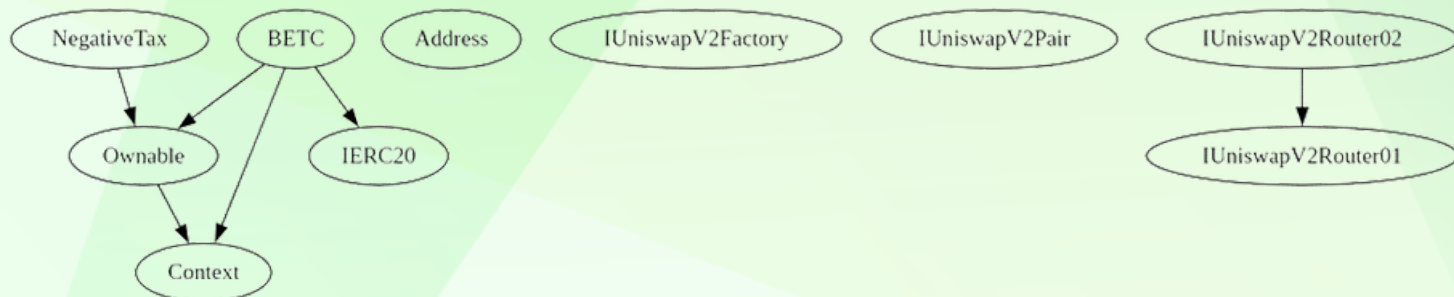 NegativeTax
BETC
Address
IUniswapV2Factory
IUniswapV2Pair
IUniswapV2Router02
Ownable
IERC20
IUniswapV2Router01
Context